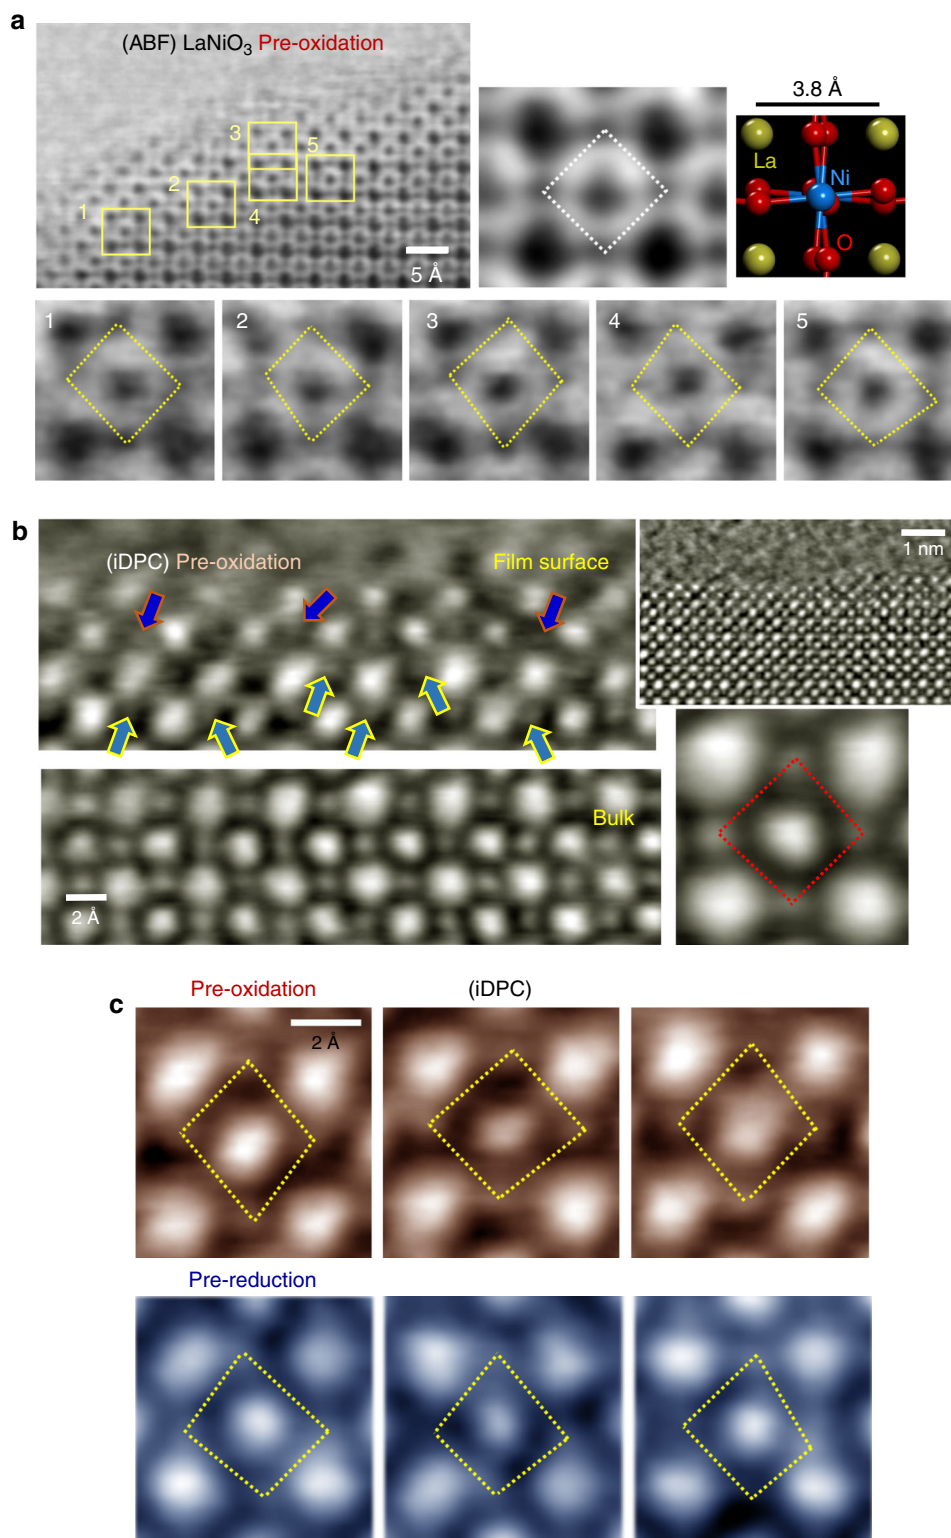 a
(ABF) LaNiO₃ Pre-oxidation
1
2
3
4
5
5 Å
3.8 Å
La
Ni
O
1
2
3
4
5
b
(iDPC) Pre-oxidation
Film surface
1 nm
Bulk
2 Å
c
Pre-oxidation
(iDPC)
2 Å
Pre-reduction